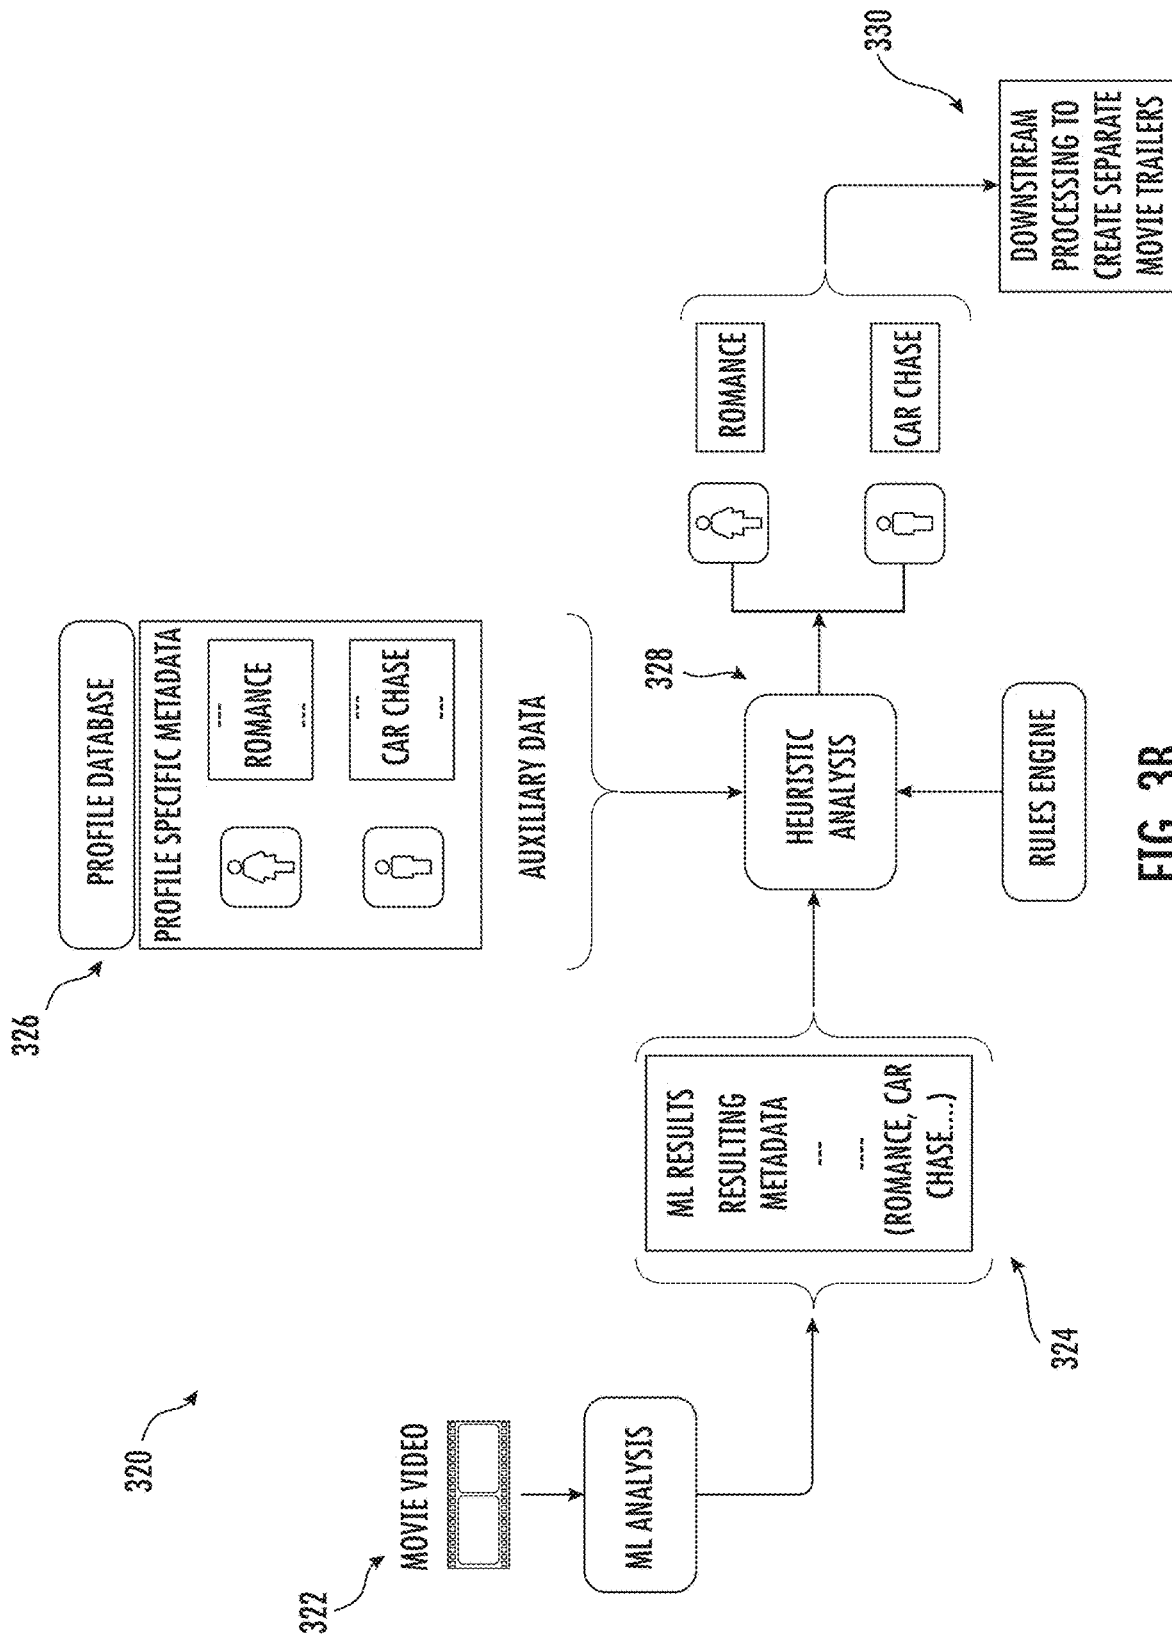 320
322
MOVIE VIDEO
ML ANALYSIS
324
ML RESULTS
RESULTING
METADATA
(ROMANCE, CAR
CHASE....)
326
PROFILE DATABASE
PROFILE SPECIFIC METADATA
ROMANCE
CAR CHASE
AUXILIARY DATA
328
HEURISTIC
ANALYSIS
RULES ENGINE
ROMANCE
CAR CHASE
330
DOWNSTREAM
PROCESSING TO
CREATE SEPARATE
MOVIE TRAILERS
FIG. 3B